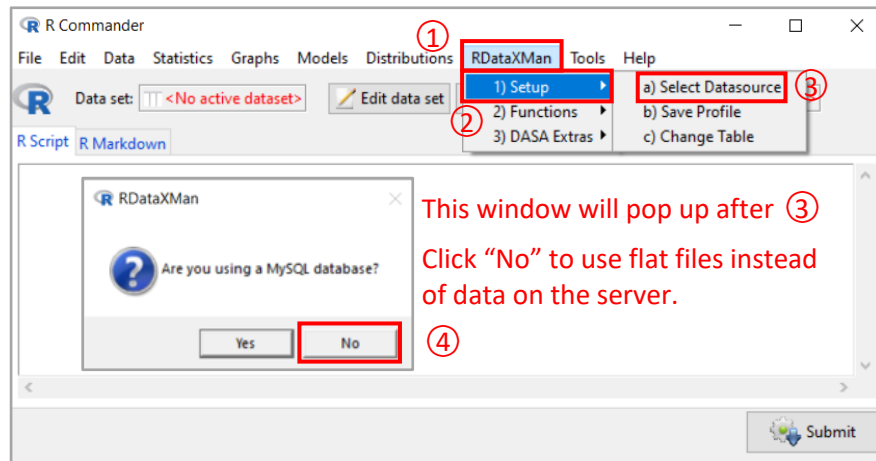 R Commander
①
File Edit Data Statistics Graphs Models Distributions RDataXMan Tools Help
Data set: <No active dataset> Edit data set
② 1) Setup a) Select Datasource ③
2) Functions b) Save Profile
3) DASA Extras c) Change Table
R Script R Markdown
RDataXMan
This window will pop up after ③
Are you using a MySQL database?
Click “No” to use flat files instead
of data on the server.
Yes No ④
Submit